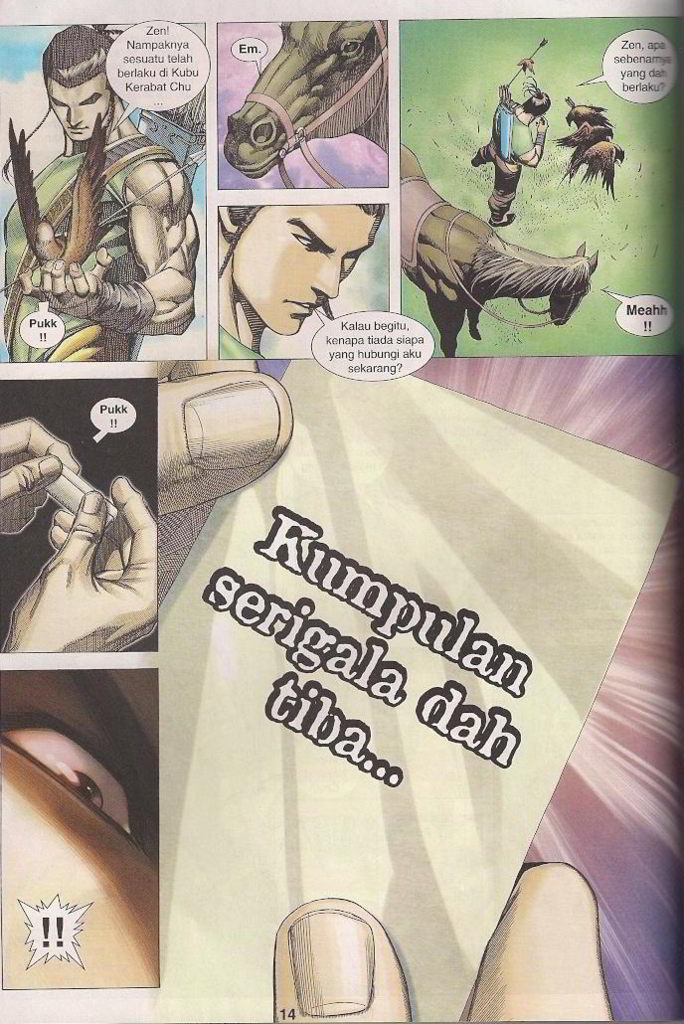 Zen!
Nampaknya
sesuatu telah
berlaku di Kubu
Kerabat Chu
...
Pukk
!!
Em.
Kalau begitu,
kenapa tiada siapa
yang hubungi aku
sekarang?
Zen, apa
sebenarnya
yang dah
berlaku?
Meahh
!!
Pukk
!!
Kumpulan
serigala dah
tiba...
!!
14